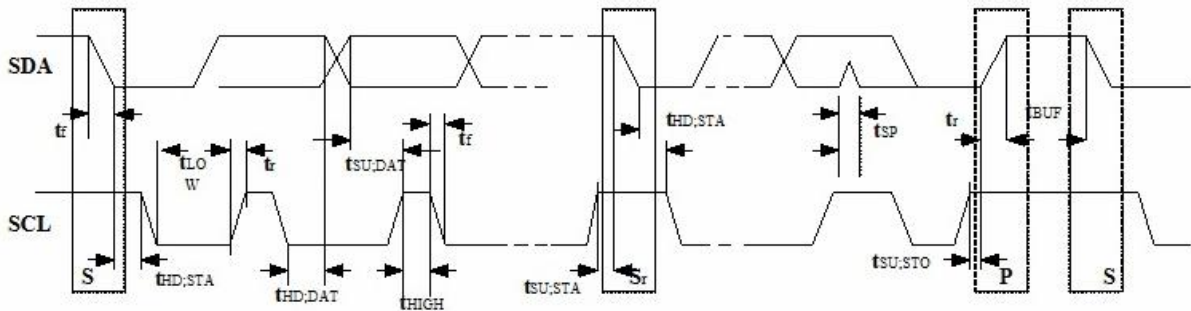 SDA
tf
tLO
W
tr
tSU;DAT
tf
tHD;STA
tSP
tr
tBUF
SCL
S
tHD;STA
tHD;DAT
tHIGH
tSU;STA
Sr
tSU;STO
P
S